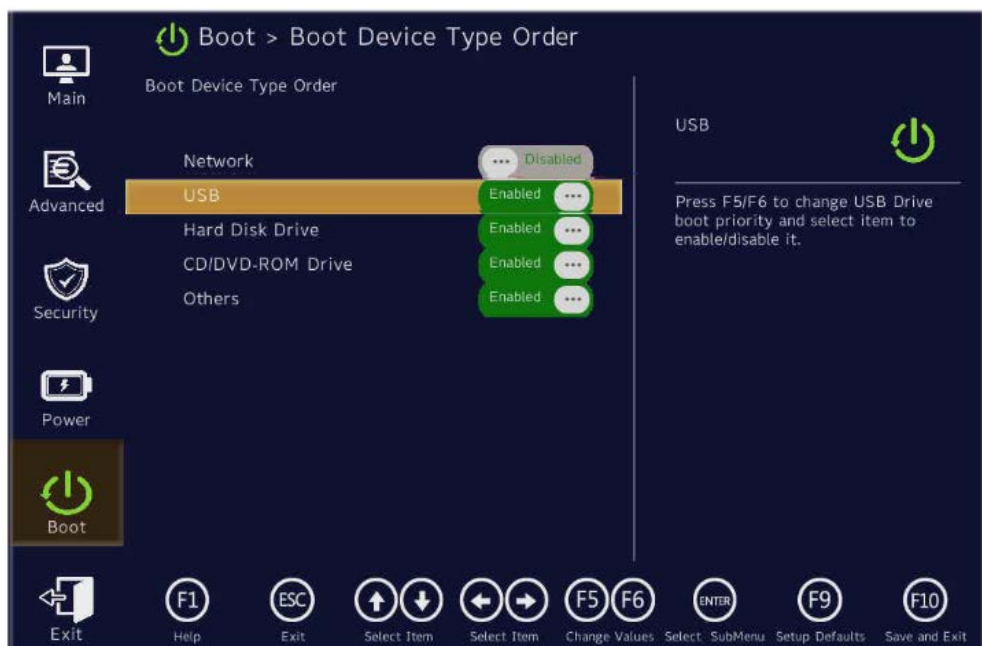 Boot > Boot Device Type Order
Main
Boot Device Type Order
USB
Network
Disabled
Advanced
USB
Enabled
Press F5/F6 to change USB Drive
boot priority and select item to
enable/disable it.
Hard Disk Drive
Enabled
CD/DVD-ROM Drive
Enabled
Others
Enabled
Security
Power
Boot
Exit
F1
Help
ESC
Exit
Select Item
Select Item
F5 F6
Change Values
ENTER
Select SubMenu
F9
Setup Defaults
F10
Save and Exit